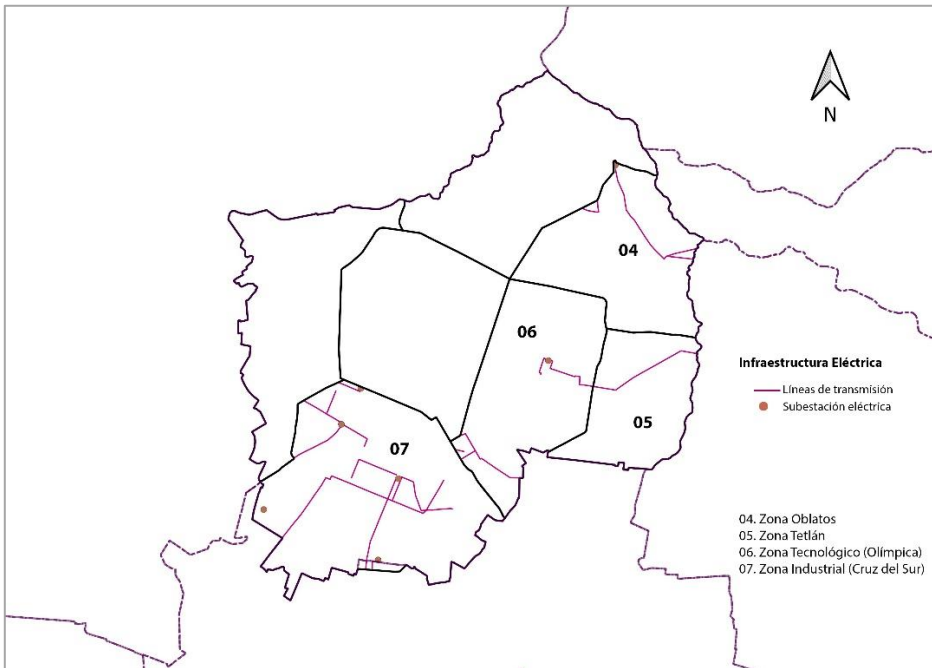 N
04
06
05
07
Infraestructura Eléctrica
Líneas de transmisión
Subestación eléctrica
04. Zona Oblatos
05. Zona Tetlán
06. Zona Tecnológico (Olímpica)
07. Zona Industrial (Cruz del Sur)